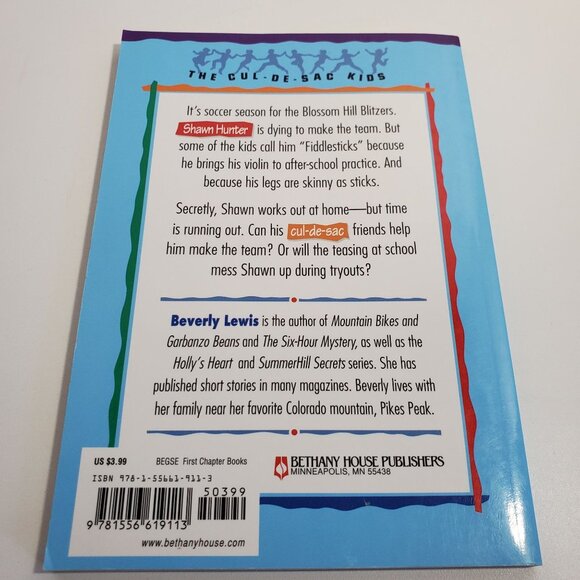 THE CUL-DE-SAC KIDS
It's soccer season for the Blossom Hill Blitzers.
Shawn Hunter is dying to make the team. But
some of the kids call him "Fiddlesticks" because
he brings his violin to after-school practice. And
because his legs are skinny as sticks.
Secretly, Shawn works out at home—but time
is running out. Can his cul-de-sac friends help
him make the team? Or will the teasing at school
mess Shawn up during tryouts?
Beverly Lewis is the author of Mountain Bikes and
Garbanzo Beans and The Six-Hour Mystery, as well as the
Holly's Heart and SummerHill Secrets series. She has
published short stories in many magazines. Beverly lives with
her family near her favorite Colorado mountain, Pikes Peak.
US $3.99 BEGSE First Chapter Books
ISBN 978-1-55661-911-3
50399
9 781556 619113
www.bethanyhouse.com
BETHANY HOUSE PUBLISHERS
MINNEAPOLIS, MN 55438